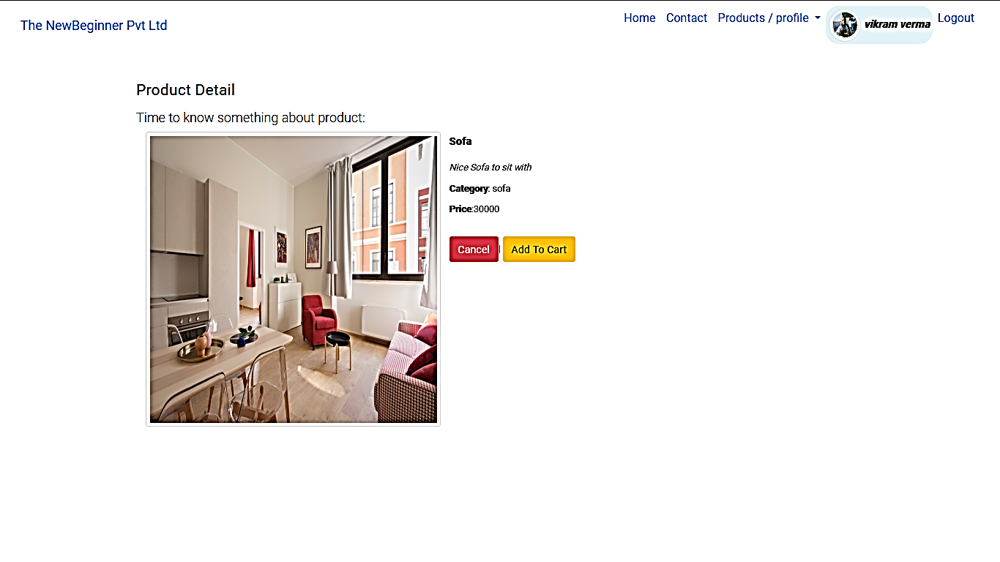 The NewBeginner Pvt Ltd
Home Contact Products / profile vikram verma Logout
Product Detail
Time to know something about product:
Sofa
Nice Sofa to sit with
Category: sofa
Price:30000
Cancel | Add To Cart